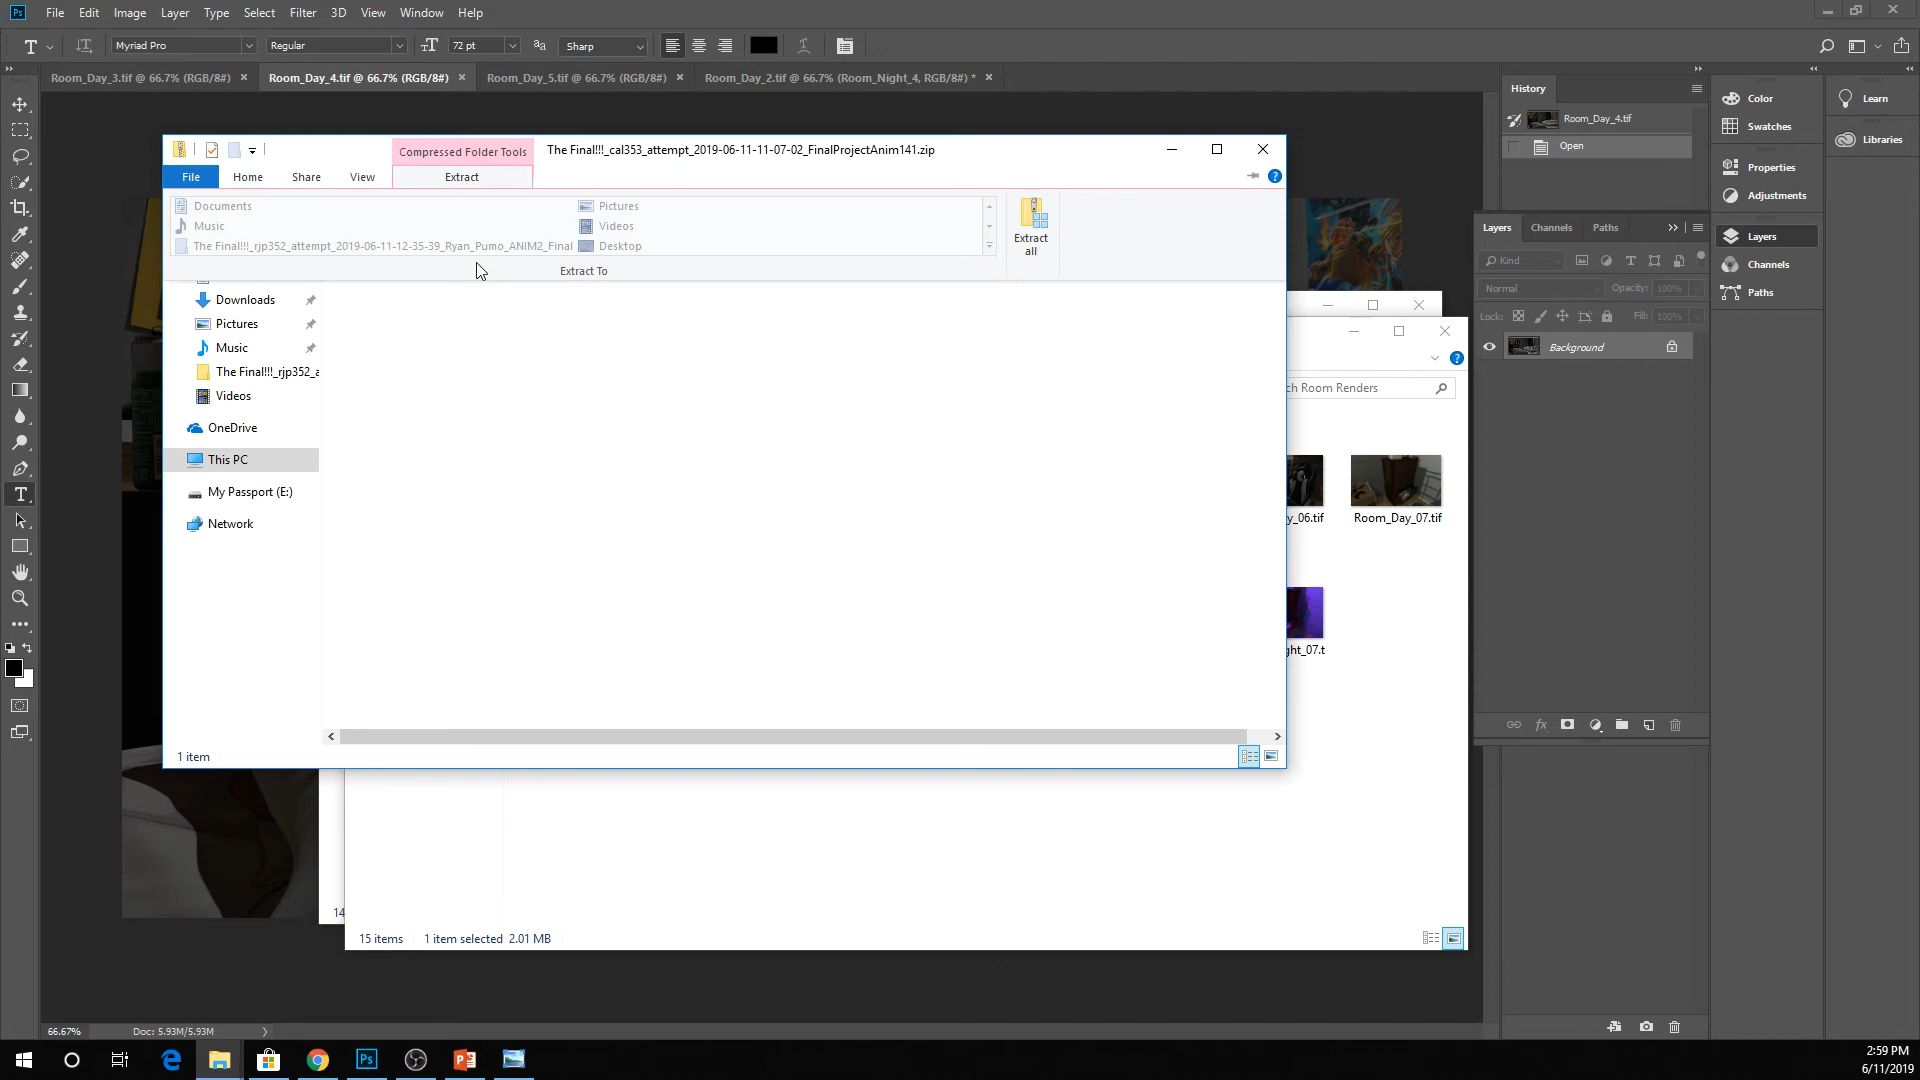 Ps File Edit Image Layer Type Select Filter 3D View Window Help
Myriad Pro Regular 72 pt Sharp
Room_Day_3.tif @ 66.7% (RGB/8#) Room_Day_4.tif @ 66.7% (RGB/8#) Room_Day_5.tif @ 66.7% (RGB/8#) Room_Day_2.tif @ 66.7% (Room_Night_4, RGB/8#) *
History
Room_Day_4.tif
Open
Color
Swatches
Properties
Adjustments
Layers
Channels
Paths
Learn
Libraries
Compressed Folder Tools The Final!!!_cal353_attempt_2019-06-11-11-07-02_FinalProjectAnim141.zip
File Home Share View Extract
Documents Pictures
Music Videos
The Final!!!_rjp352_attempt_2019-06-11-12-35-39_Ryan_Pumo_ANIM2_Final Desktop
Extract To
Extract
all
Downloads
Pictures
Music
The Final!!!_rjp352_a
Videos
OneDrive
This PC
My Passport (E:)
Network
1 item
ch Room Renders
y_06.tif Room_Day_07.tif
ght_07.t
14
15 items 1 item selected 2.01 MB
Layers Channels Paths
Kind
Normal Opacity: 100%
Lock: Fill: 100%
Background
fx
66.67% Doc: 5.93M/5.93M
2:59 PM
6/11/2019